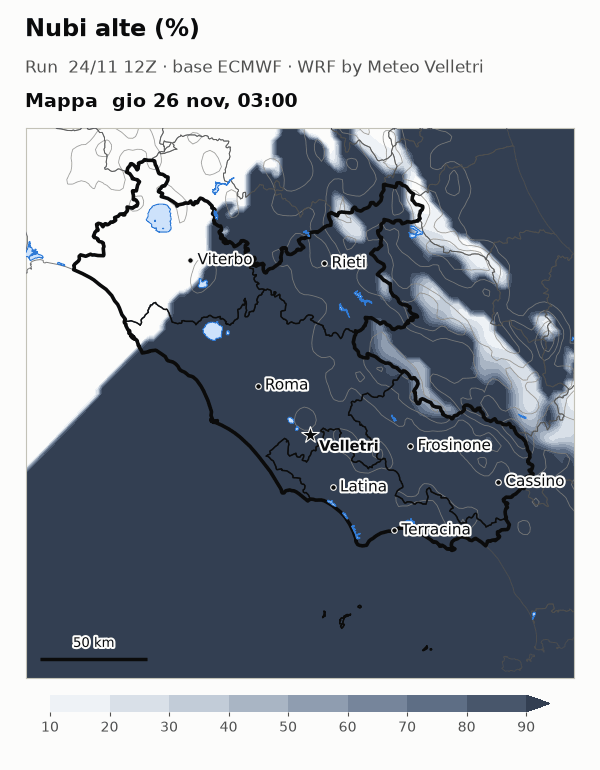 Nubi alte (%)
Run  24/11 12Z · base ECMWF · WRF by Meteo Velletri
Mappa  gio 26 nov, 03:00
Viterbo
Rieti
Roma
Velletri
Frosinone
Latina
Cassino
Terracina
50 km
10 20 30 40 50 60 70 80 90